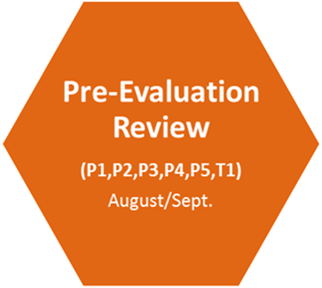 Pre-Evaluation
Review
(P1,P2,P3,P4,P5,T1)
August/Sept.